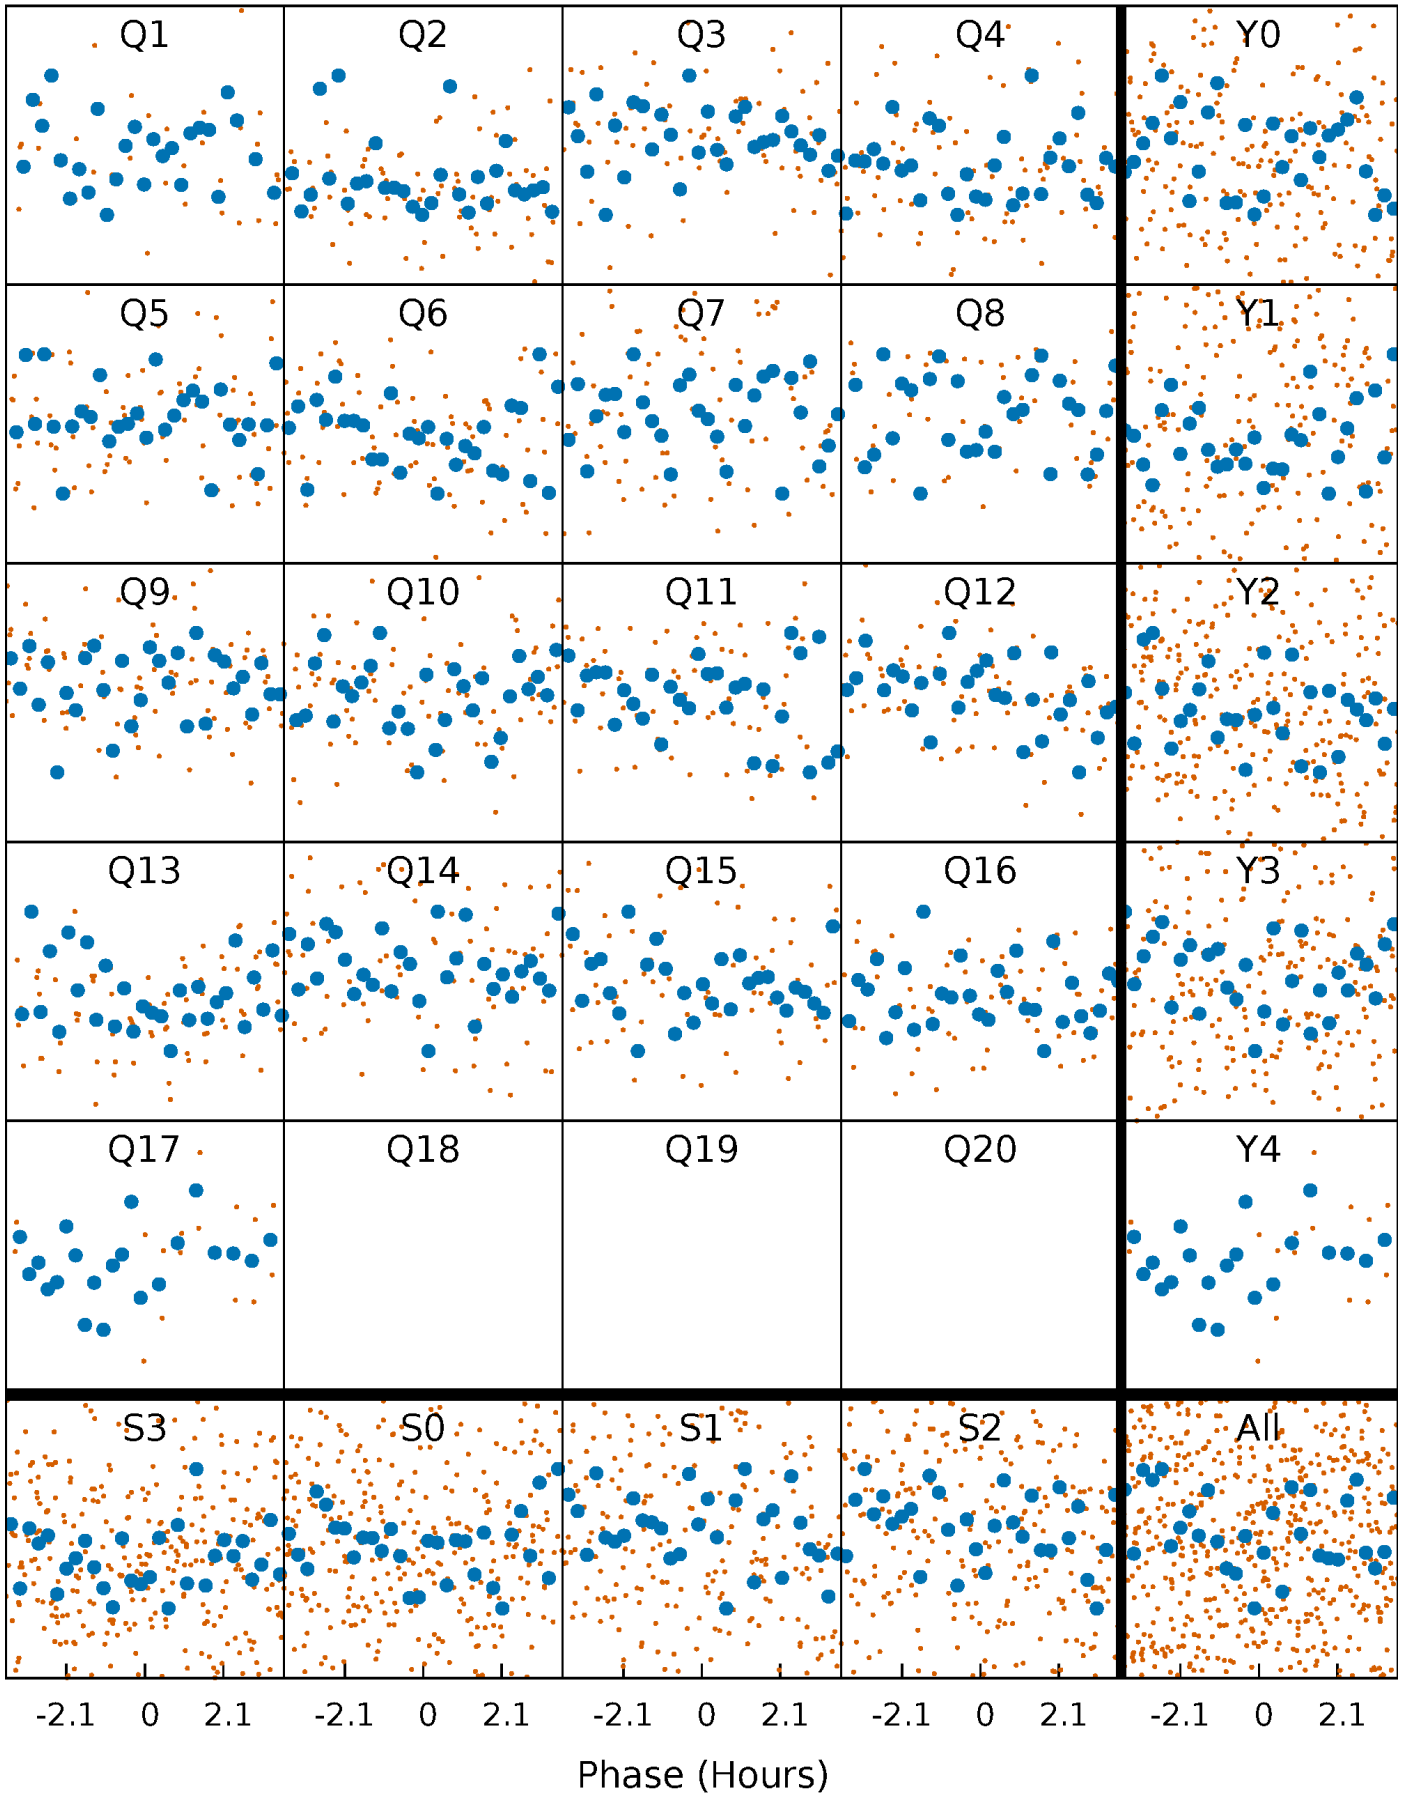 Q1 Q2 Q3 Q4 Y0
Q5 Q6 Q7 Q8 Y1
Q9 Q10 Q11 Q12 Y2
Q13 Q14 Q15 Q16 Y3
Q17 Q18 Q19 Q20 Y4
S3 S0 S1 S2 All
-2.1 0 2.1 -2.1 0 2.1 -2.1 0 2.1 -2.1 0 2.1 -2.1 0 2.1
Phase (Hours)